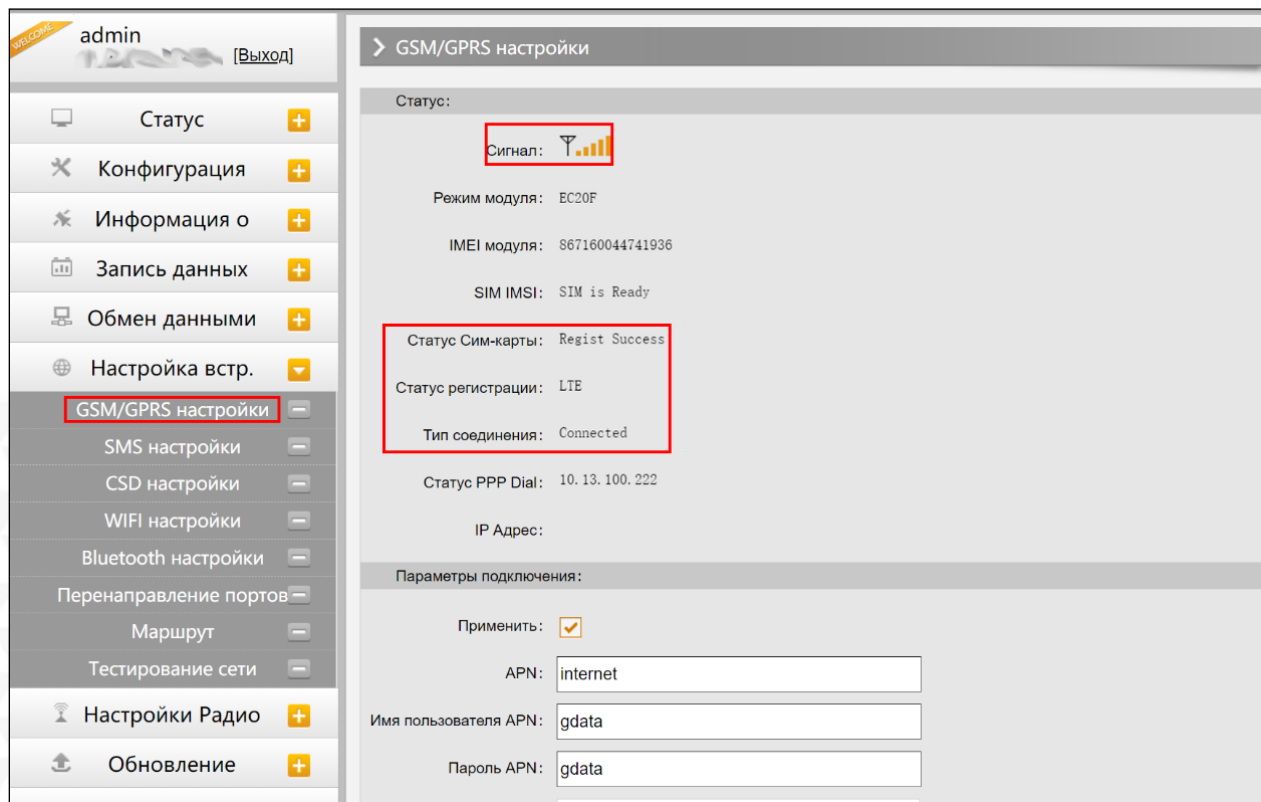 WELCOME
admin
[Выход]
Статус
Конфигурация
Информация о
Запись данных
Обмен данными
Настройка встр.
GSM/GPRS настройки
SMS настройки
CSD настройки
WIFI настройки
Bluetooth настройки
Перенаправление портов
Маршрут
Тестирование сети
Настройки Радио
Обновление
GSM/GPRS настройки
Статус:
Сигнал:
Режим модуля: EC20F
IMEI модуля: 867160044741936
SIM IMSI: SIM is Ready
Статус Сим-карты: Regist Success
Статус регистрации: LTE
Тип соединения: Connected
Статус PPP Dial: 10.13.100.222
IP Адрес:
Параметры подключения:
Применить:
APN: internet
Имя пользователя APN: gdata
Пароль APN: gdata